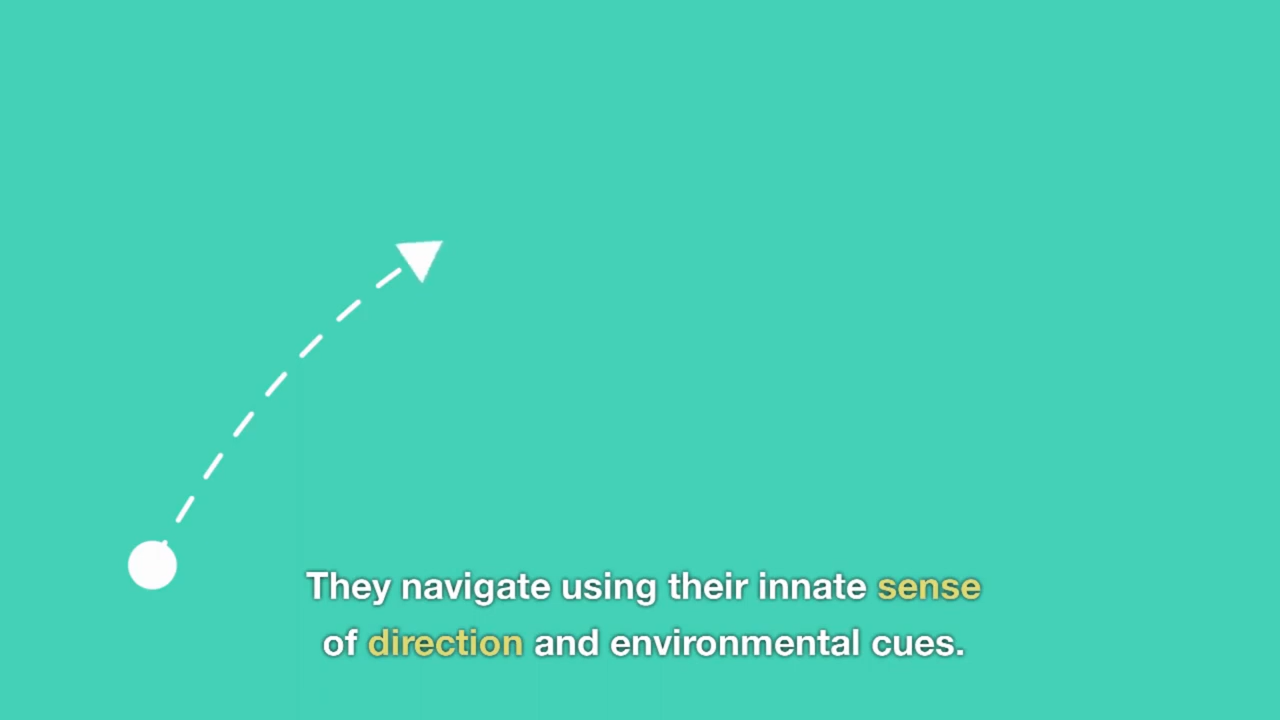 They navigate using their innate sense
of direction and environmental cues.